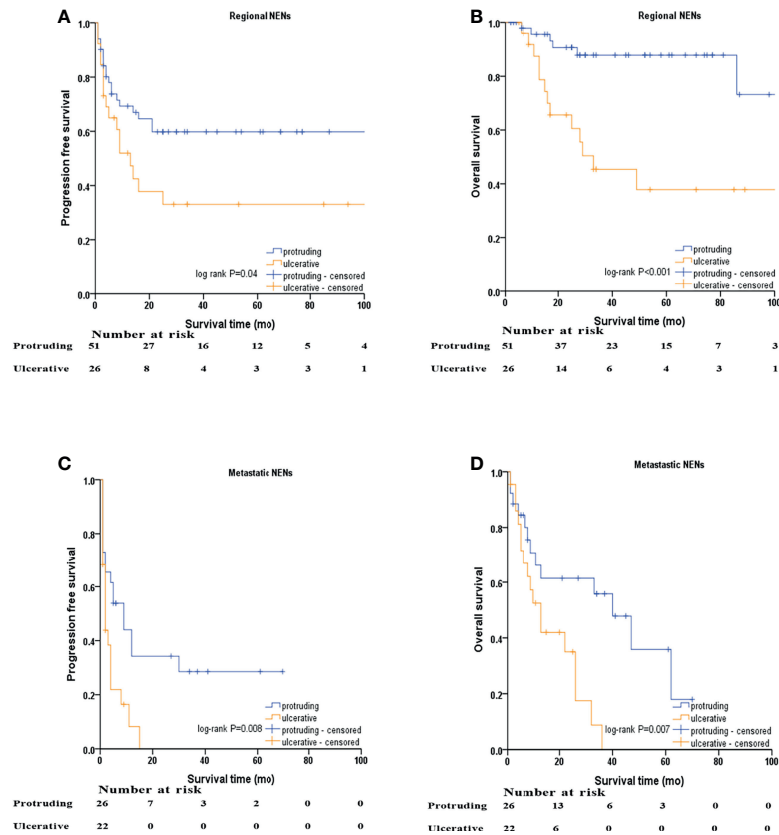 A
Regional NENs
1.0
0.8
0.6
0.4
0.2
0.0
Progression free survival
protruding
ulcerative
protruding - censored
ulcerative - censored
log rank P=0.04
0 20 40 60 80 100
Survival time (mo)
Number at risk
Protruding 51 27 16 12 5 4
Ulcerative 26 8 4 3 3 1
B
Regional NENs
1.0
0.8
0.6
0.4
0.2
0.0
Overall survival
protruding
ulcerative
protruding - censored
ulcerative - censored
log-rank P<0.001
0 20 40 60 80 100
Survival time (mo)
Number at risk
Protruding 51 37 23 15 7 3
Ulcerative 26 14 6 4 3 1
C
Metastatic NENs
1.0
0.8
0.6
0.4
0.2
0.0
Progression free survival
protruding
ulcerative
protruding - censored
ulcerative - censored
log-rank P=0.008
0 20 40 60 80 100
Survival time (mo)
Number at risk
Protruding 26 7 3 2 0 0
Ulcerative 22 0 0 0 0 0
D
Metastastic NENs
1.0
0.8
0.6
0.4
0.2
0.0
Overall survival
protruding
ulcerative
protruding - censored
ulcerative - censored
log-rank P=0.007
0 20 40 60 80 100
Survival time (mo)
Number at risk
Protruding 26 13 6 3 0 0
Ulcerative 22 6 0 0 0 0